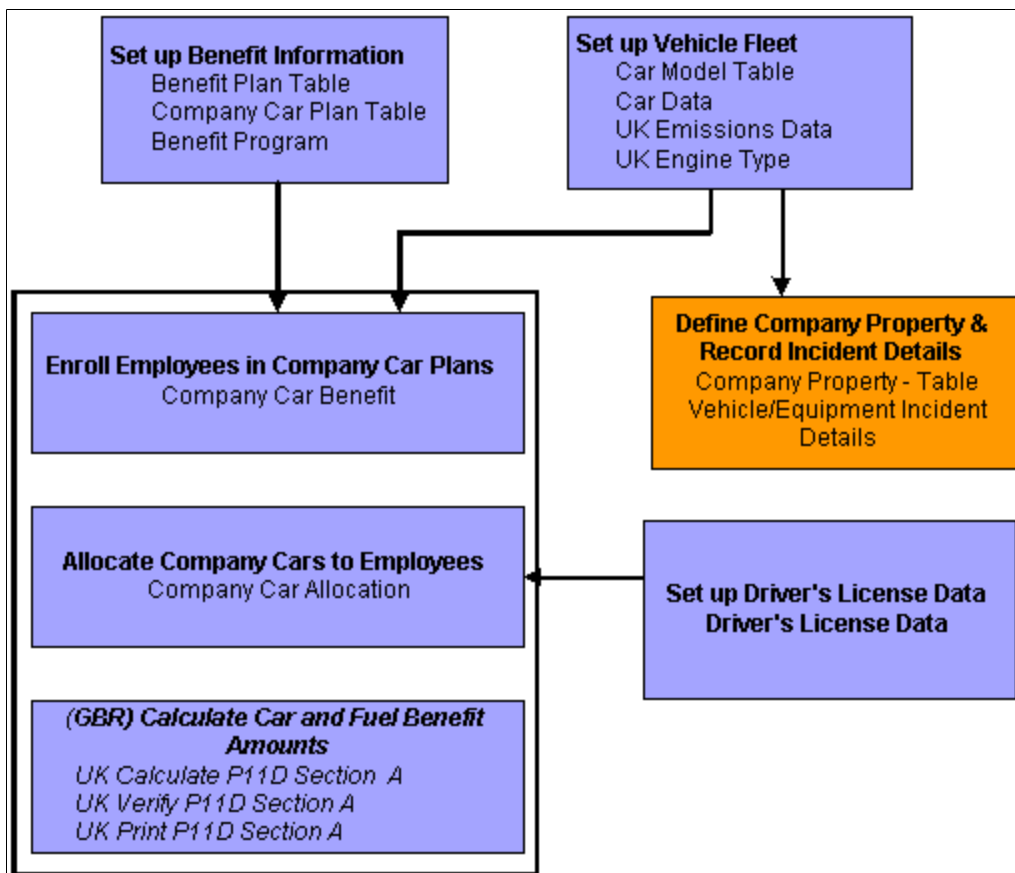 Set up Benefit Information
Benefit Plan Table
Company Car Plan Table
Benefit Program
Set up Vehicle Fleet
Car Model Table
Car Data
UK Emissions Data
UK Engine Type
Enroll Employees in Company Car Plans
Company Car Benefit
Define Company Property &
Record Incident Details
Company Property - Table
Vehicle/Equipment Incident
Details
Allocate Company Cars to Employees
Company Car Allocation
Set up Driver's License Data
Driver's License Data
(GBR) Calculate Car and Fuel Benefit
Amounts
UK Calculate P11D Section A
UK Verify P11D Section A
UK Print P11D Section A